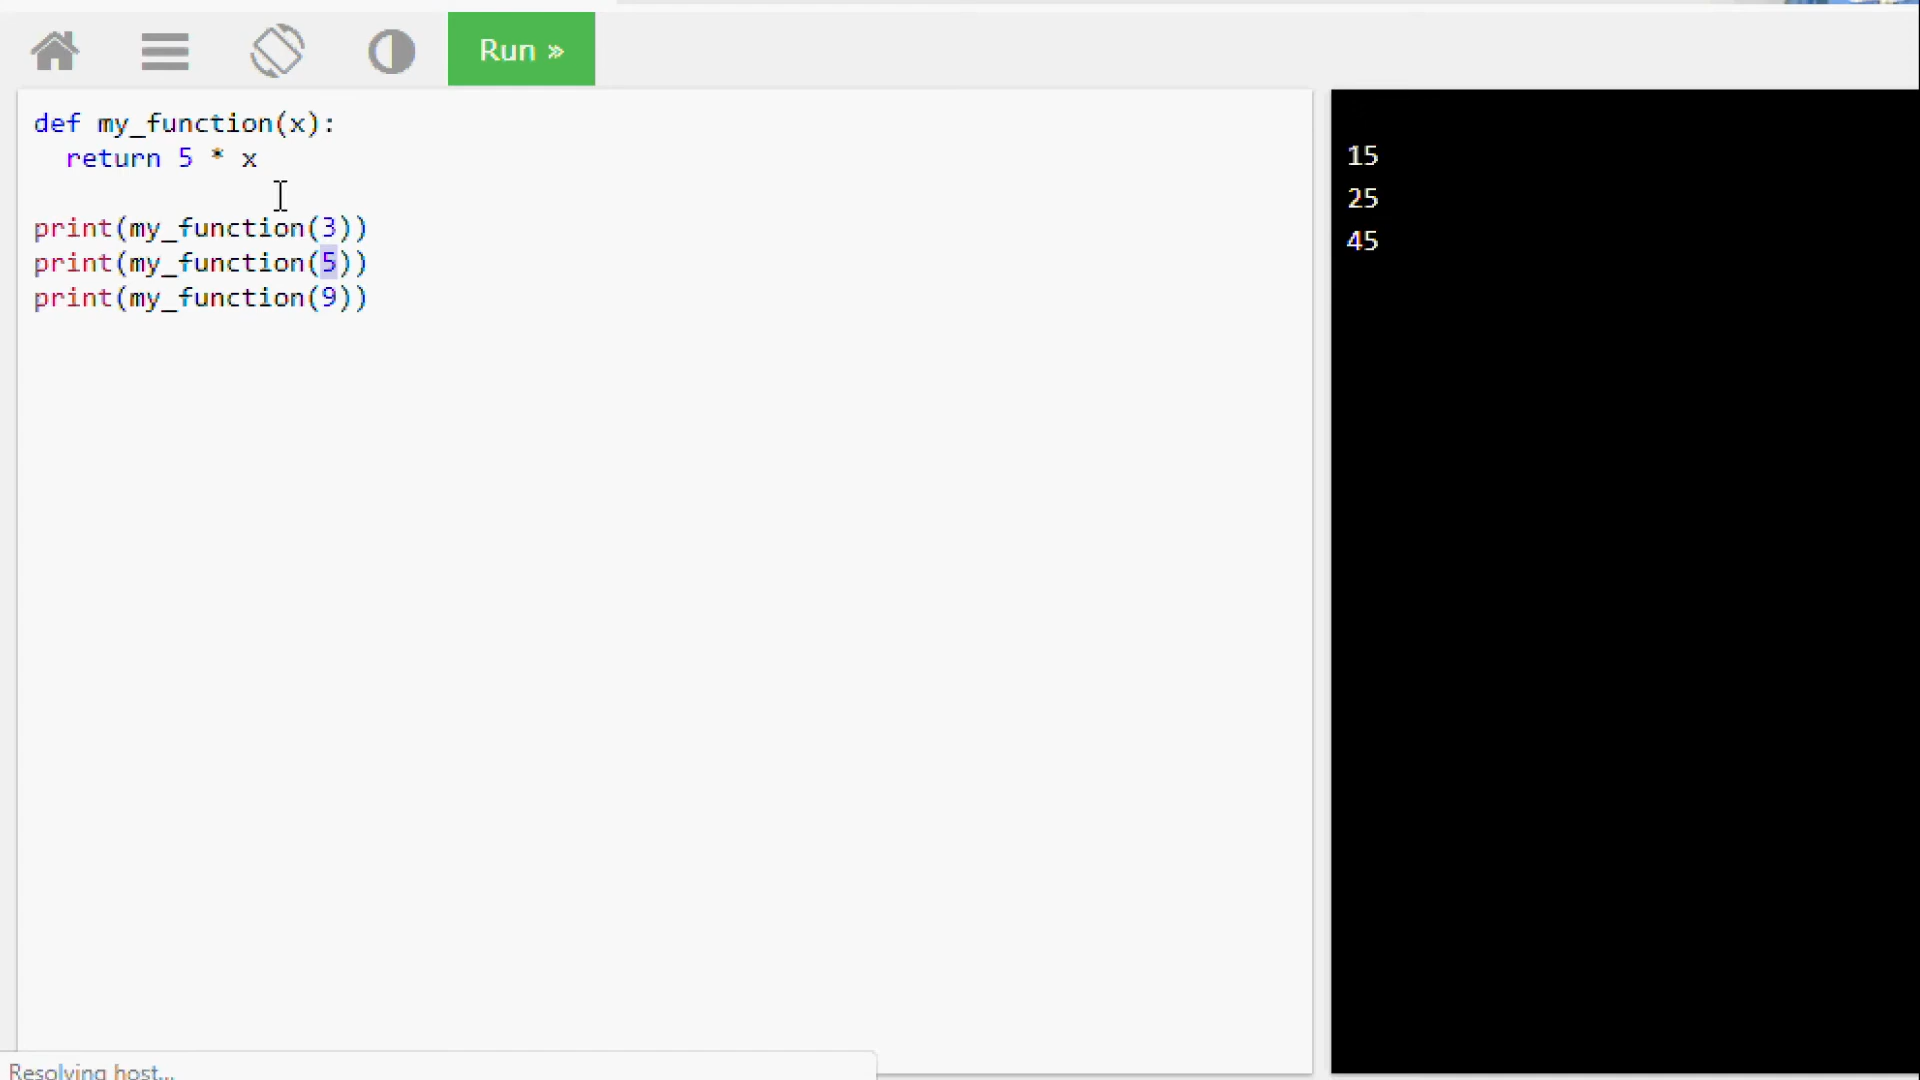 Run »
def my_function(x):
  return 5 * x
print(my_function(3))
print(my_function(5))
print(my_function(9))
15
25
45
Resolving host...